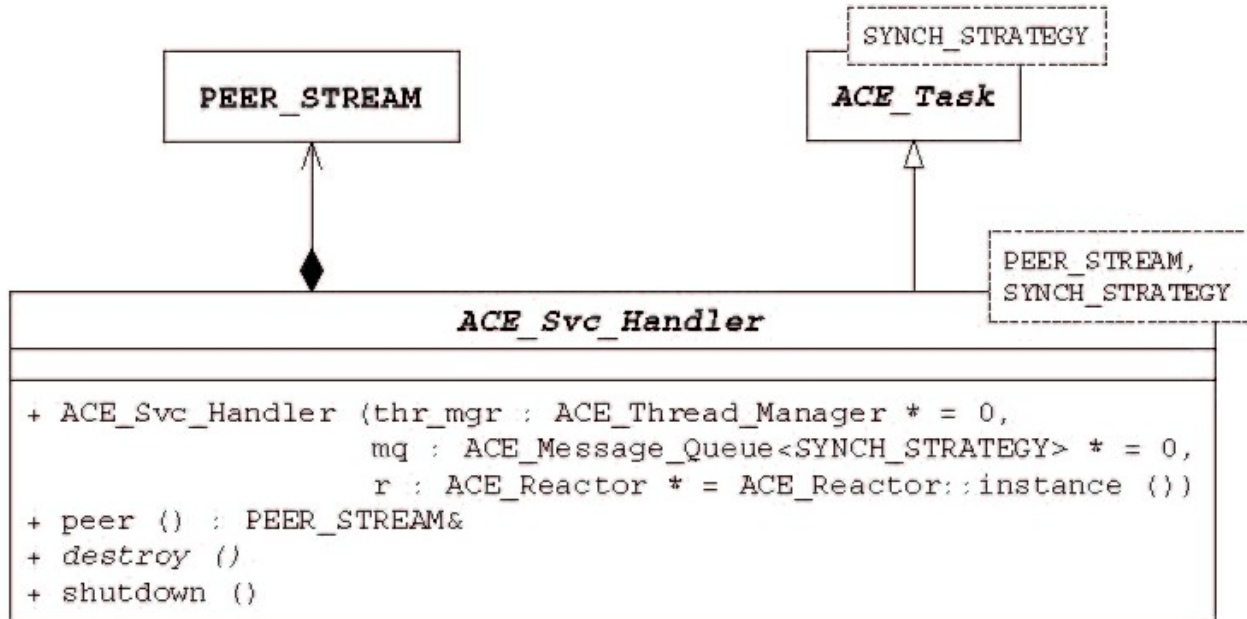 SYNCH_STRATEGY
PEER_STREAM
ACE_Task
PEER_STREAM,
SYNCH_STRATEGY
ACE_Svc_Handler
+ ACE_Svc_Handler (thr_mgr : ACE_Thread_Manager * = 0,
mq : ACE_Message_Queue<SYNCH_STRATEGY> * = 0,
r : ACE_Reactor * = ACE_Reactor::instance ())
+ peer () : PEER_STREAM&
+ destroy ()
+ shutdown ()